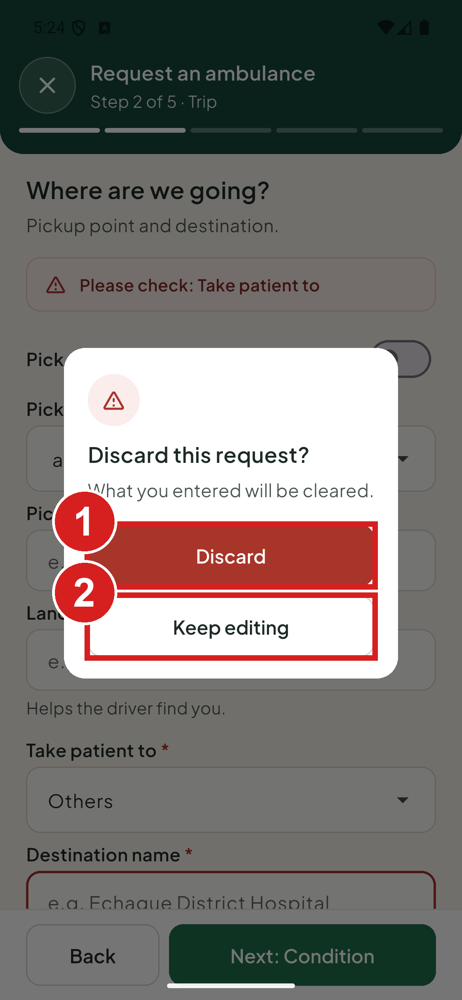 5:24
Request an ambulance
Step 2 of 5 · Trip
Where are we going?
Pickup point and destination.
Please check: Take patient to
Pick
Pick
a
Discard this request?
What you entered will be cleared.
1
Discard
2
Keep editing
e.
e.
Helps the driver find you.
Take patient to *
Others
Destination name *
e.g. Echague District Hospital
Back
Next: Condition